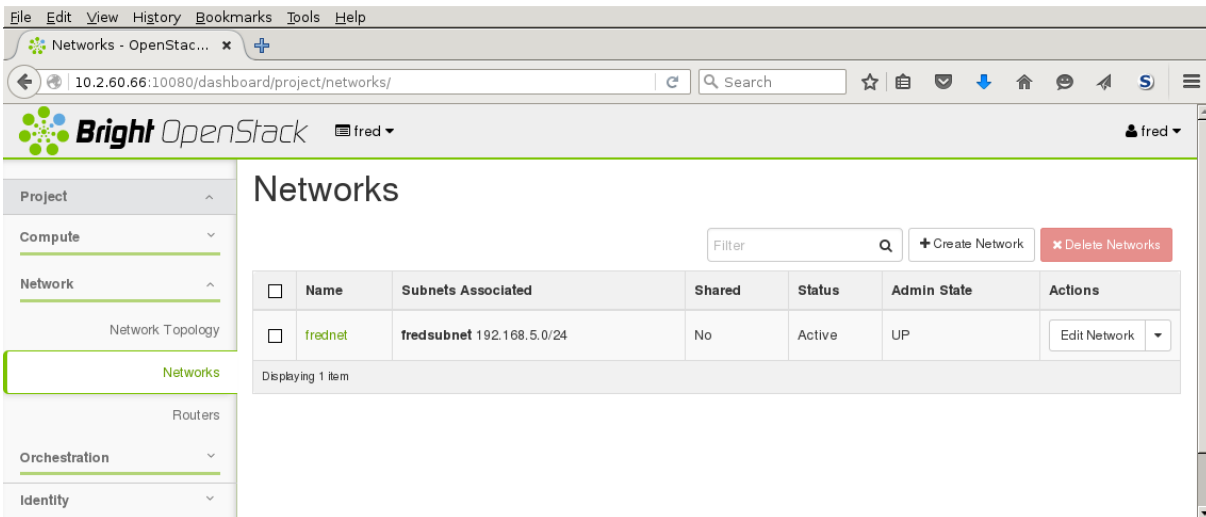 File Edit View History Bookmarks Tools Help
Networks - OpenStac... ×
10.2.60.66:10080/dashboard/project/networks/ Search S
Bright OpenStack fred fred
Project
Networks
Compute
Filter + Create Network × Delete Networks
Network
Name Subnets Associated Shared Status Admin State Actions
Network Topology
frednet fredsubnet 192.168.5.0/24 No Active UP Edit Network
Networks
Displaying 1 item
Routers
Orchestration
Identity